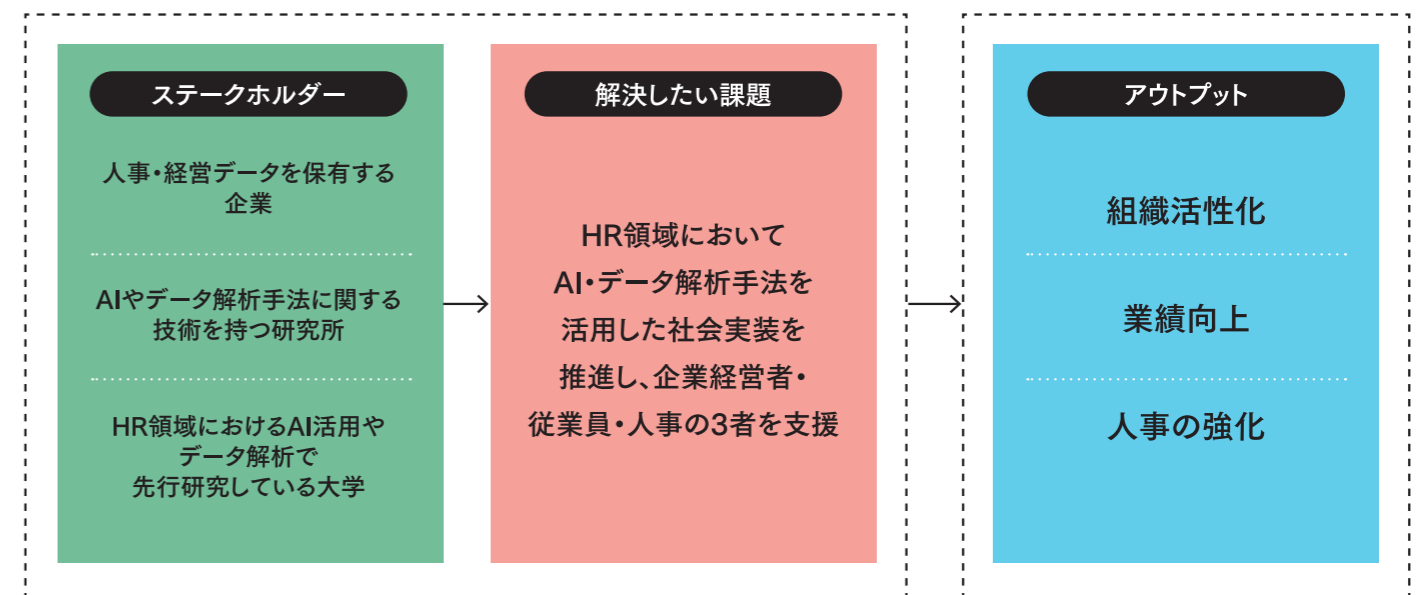 ステークホルダー
人事・経営データを保有する
企業
AIやデータ解析手法に関する
技術を持つ研究所
HR領域におけるAI活用や
データ解析で
先行研究している大学
解決したい課題
HR領域において
AI・データ解析手法を
活用した社会実装を
推進し、企業経営者・
従業員・人事の3者を支援
アウトプット
組織活性化
業績向上
人事の強化